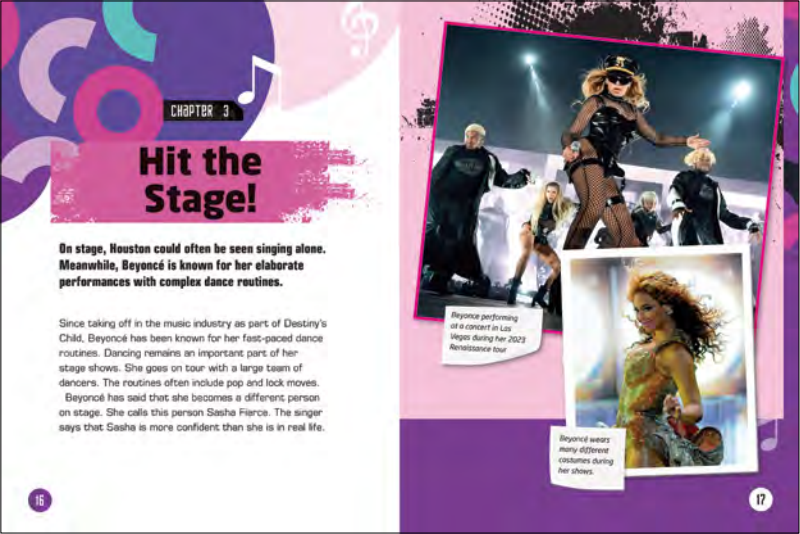 CHAPTER 3
Hit the
Stage!
On stage, Houston could often be seen singing alone.
Meanwhile, Beyoncé is known for her elaborate
performances with complex dance routines.
Since taking off in the music industry as part of Destiny's
Child, Beyoncé has been known for her fast-paced dance
routines. Dancing remains an important part of her
stage shows. She goes on tour with a large team of
dancers. The routines often include pop and lock moves.
Beyoncé has said that she becomes a different person
on stage. She calls this person Sasha Fierce. The singer
says that Sasha is more confident than she is in real life.
16
Beyonce performing
at a concert in Las
Vegas during her 2023
Renaissance tour
Beyoncé wears
many different
costumes during
her shows.
17